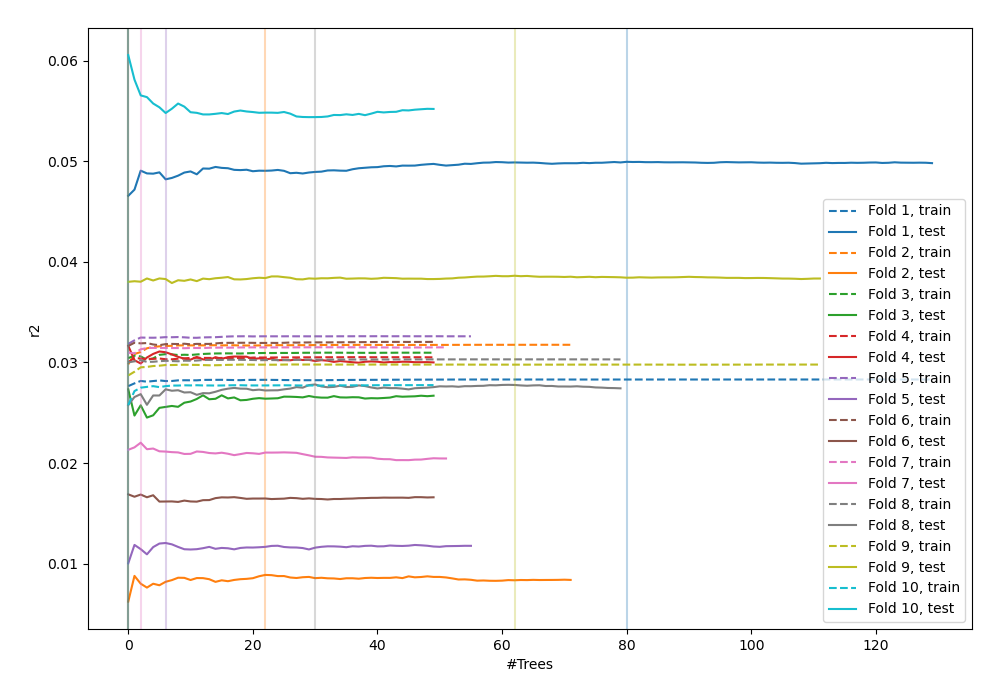 0.06
0.05
0.04
0.03
0.02
0.01
r2
0
20
40
60
80
100
120
#Trees
Fold 1, train
Fold 1, test
Fold 2, train
Fold 2, test
Fold 3, train
Fold 3, test
Fold 4, train
Fold 4, test
Fold 5, train
Fold 5, test
Fold 6, train
Fold 6, test
Fold 7, train
Fold 7, test
Fold 8, train
Fold 8, test
Fold 9, train
Fold 9, test
Fold 10, train
Fold 10, test